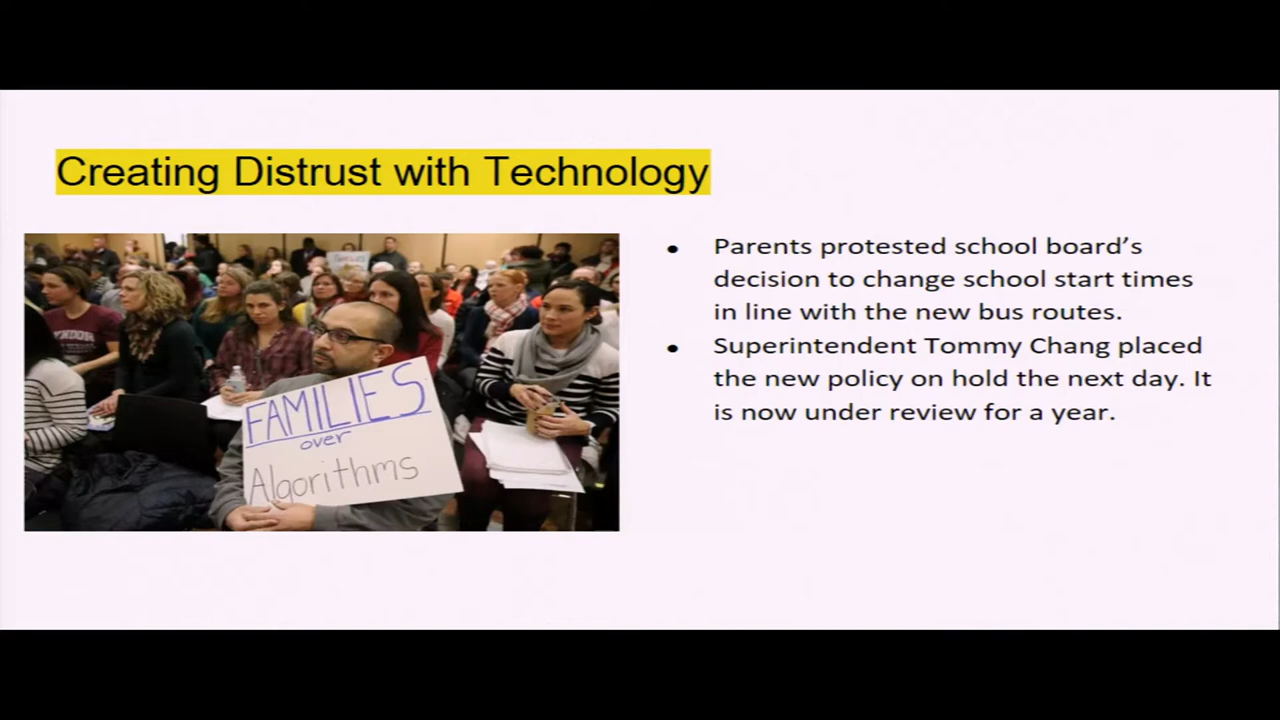 Creating Distrust with Technology
FAMILIES
over
Algorithms
• Parents protested school board's
decision to change school start times
in line with the new bus routes.
• Superintendent Tommy Chang placed
the new policy on hold the next day. It
is now under review for a year.